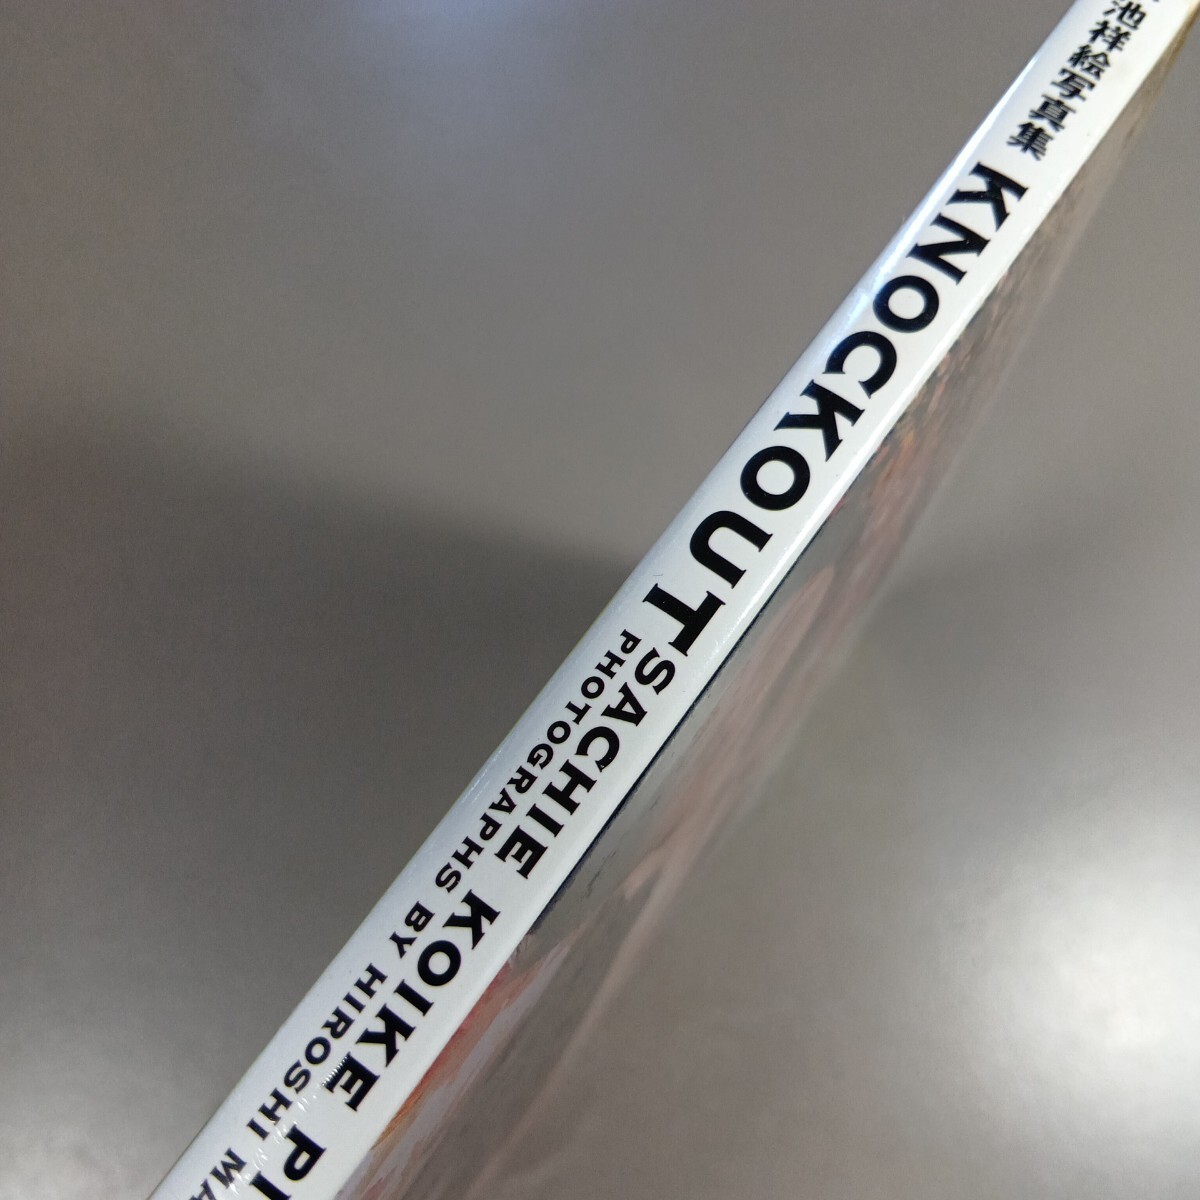 池祥絵写真集
KNOCKOUT
SACHIE KOIKE
PHOTOGRAPHS BY HIROSHI